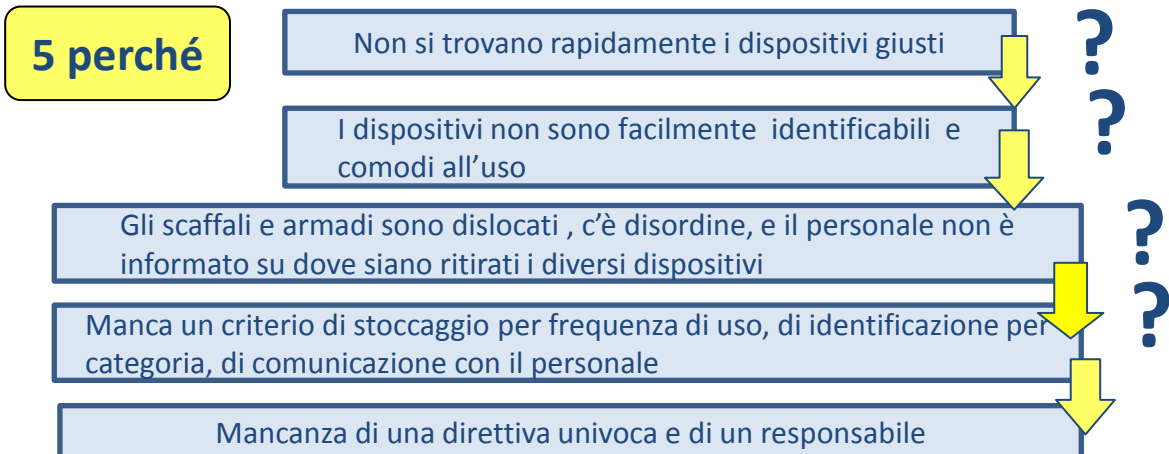 5 perché
Non si trovano rapidamente i dispositivi giusti
?
I dispositivi non sono facilmente identificabili e
comodi all'uso
?
Gli scaffali e armadi sono dislocati , c'è disordine, e il personale non è
informato su dove siano ritirati i diversi dispositivi
?
Manca un criterio di stoccaggio per frequenza di uso, di identificazione per
categoria, di comunicazione con il personale
?
Mancanza di una direttiva univoca e di un responsabile